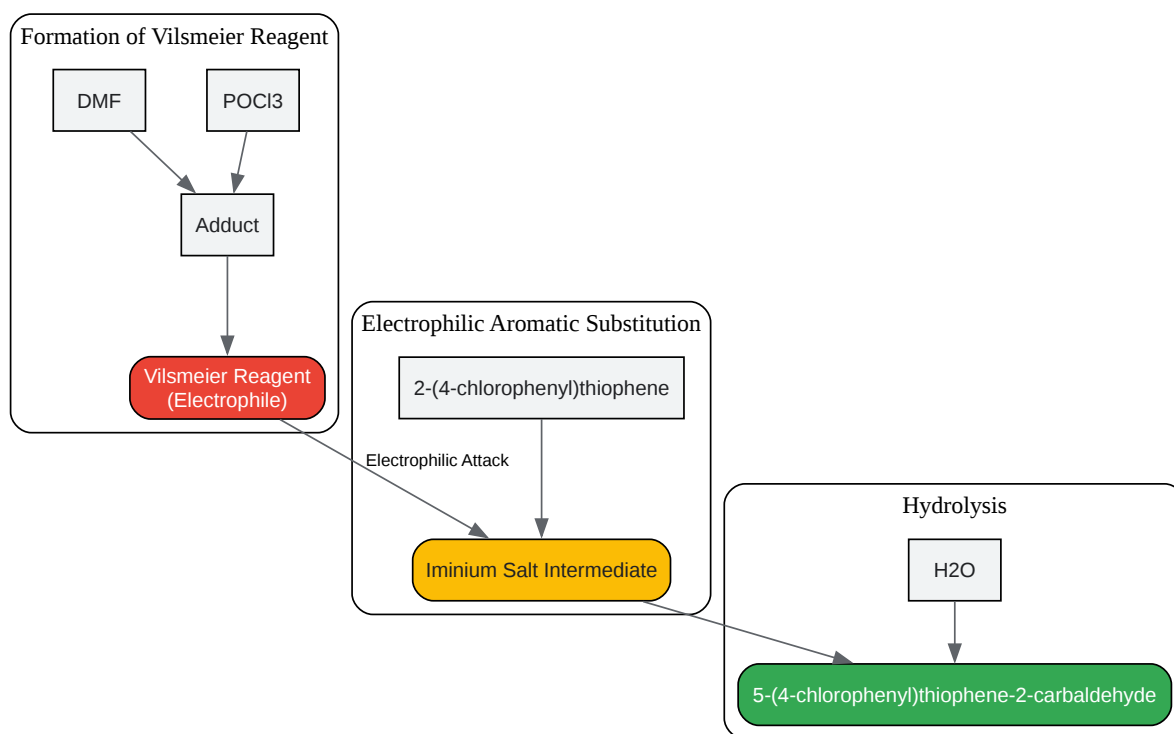 Formation of Vilsmeier Reagent
DMF
POCl3
Adduct
Vilsmeier Reagent
(Electrophile)
Electrophilic Aromatic Substitution
2-(4-chlorophenyl)thiophene
Electrophilic Attack
Iminium Salt Intermediate
Hydrolysis
H2O
5-(4-chlorophenyl)thiophene-2-carbaldehyde